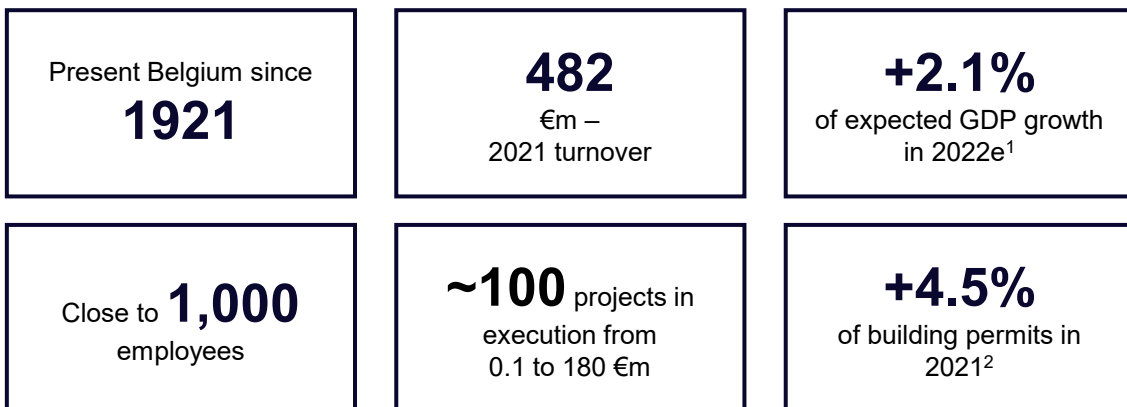 Present Belgium since
1921
482
€m –
2021 turnover
+2.1%
of expected GDP growth
in 2022e¹
Close to 1,000
employees
~100 projects in
execution from
0.1 to 180 €m
+4.5%
of building permits in
2021²